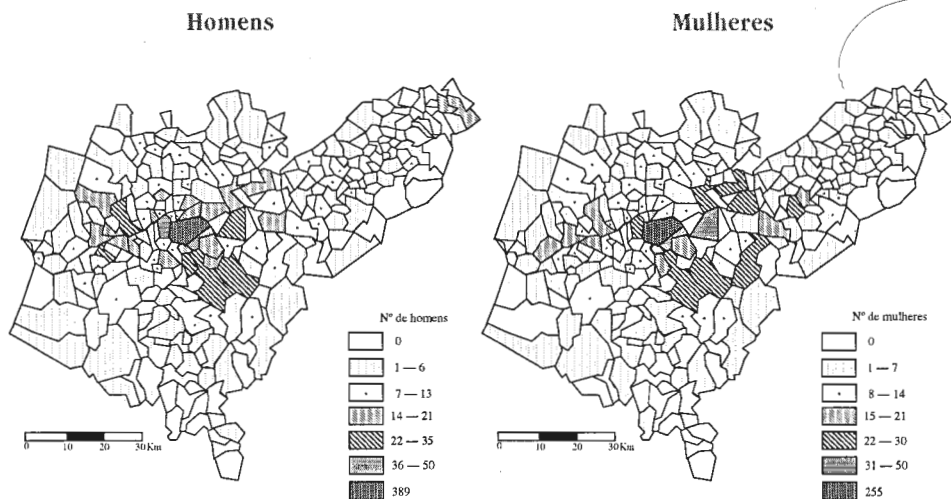 Homens
Nº de homens
0
1 — 6
7 — 13
14 — 21
22 — 35
36 — 50
389
0 10 20 30Km
Mulheres
Nº de mulheres
0
1 — 7
8 — 14
15 — 21
22 — 30
31 — 50
255
0 10 20 30Km